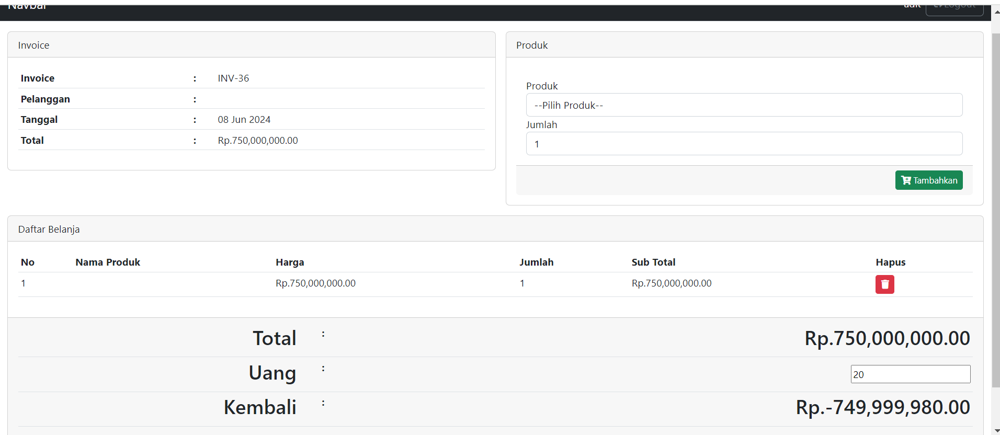 Navbar
adit Logout
Invoice
Invoice : INV-36
Pelanggan :
Tanggal : 08 Jun 2024
Total : Rp.750,000,000.00
Produk
Produk
--Pilih Produk--
Jumlah
1
Tambahkan
Daftar Belanja
No Nama Produk Harga Jumlah Sub Total Hapus
1 Rp.750,000,000.00 1 Rp.750,000,000.00
Total : Rp.750,000,000.00
Uang : 20
Kembali : Rp.-749,999,980.00